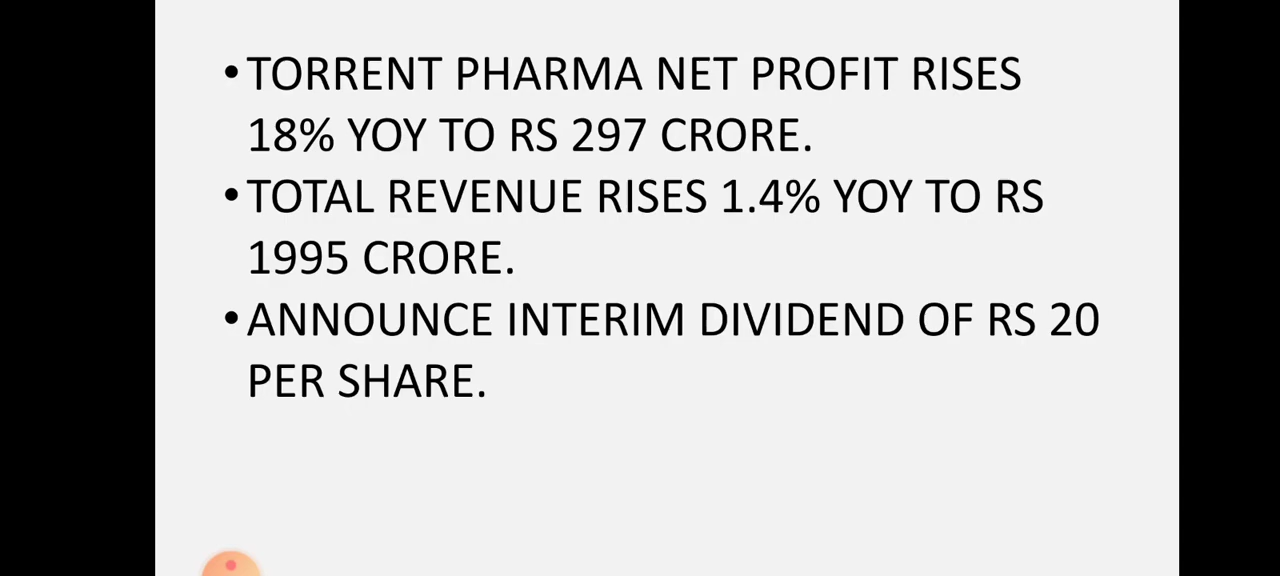 •TORRENT PHARMA NET PROFIT RISES
18% YOY TO RS 297 CRORE.
•TOTAL REVENUE RISES 1.4% YOY TO RS
1995 CRORE.
•ANNOUNCE INTERIM DIVIDEND OF RS 20
PER SHARE.